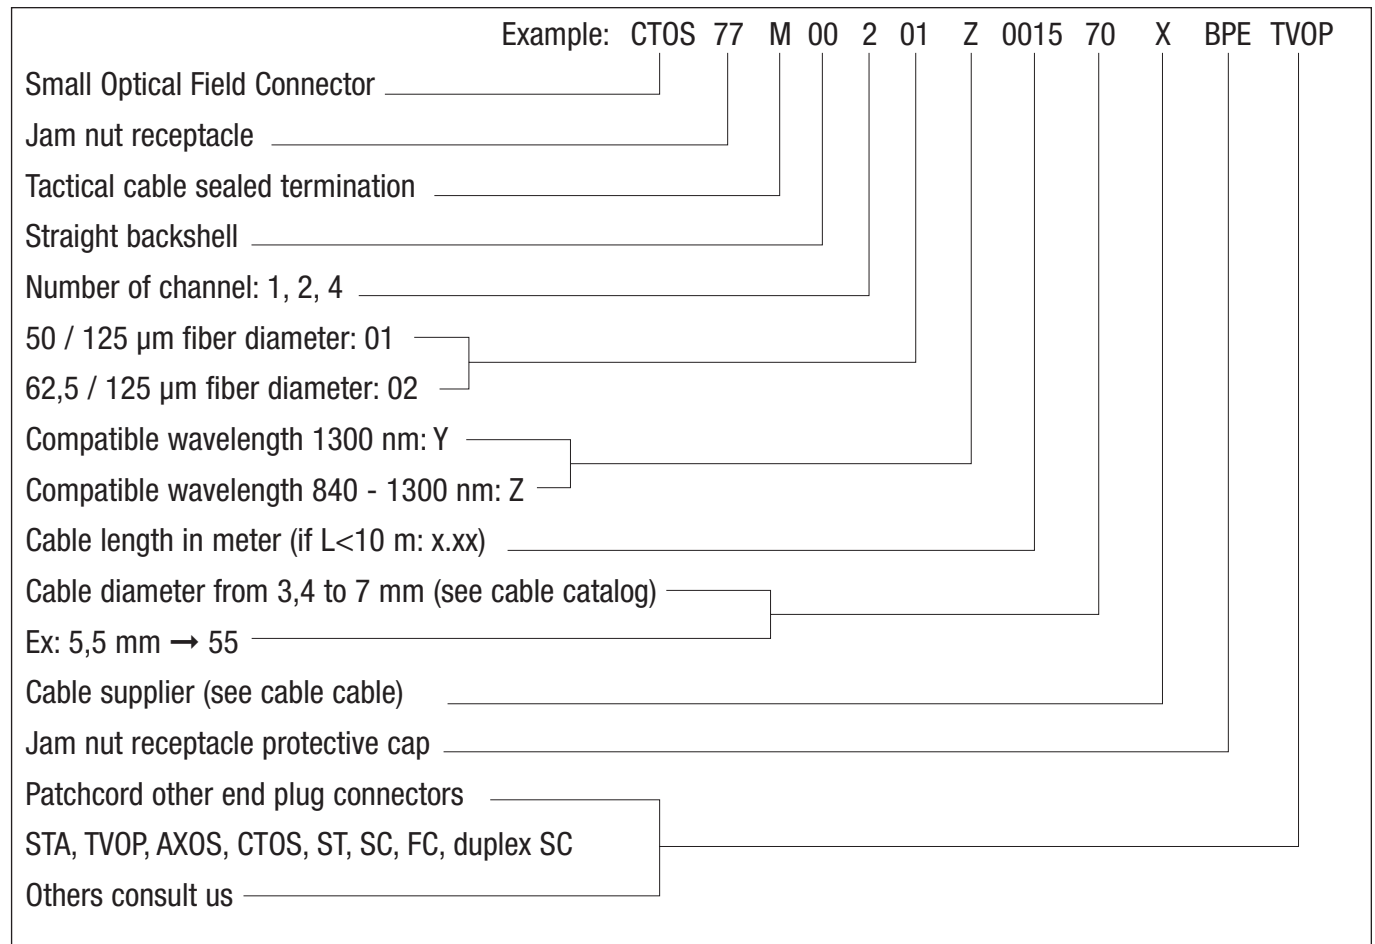 Example: CTOS 77 M 00 2 01 Z 0015 70 X BPE TVOP
Small Optical Field Connector
Jam nut receptacle
Tactical cable sealed termination
Straight backshell
Number of channel: 1, 2, 4
50 / 125 µm fiber diameter: 01
62,5 / 125 µm fiber diameter: 02
Compatible wavelength 1300 nm: Y
Compatible wavelength 840 - 1300 nm: Z
Cable length in meter (if L<10 m: x.xx)
Cable diameter from 3,4 to 7 mm (see cable catalog)
Ex: 5,5 mm ➞ 55
Cable supplier (see cable cable)
Jam nut receptacle protective cap
Patchcord other end plug connectors
STA, TVOP, AXOS, CTOS, ST, SC, FC, duplex SC
Others consult us